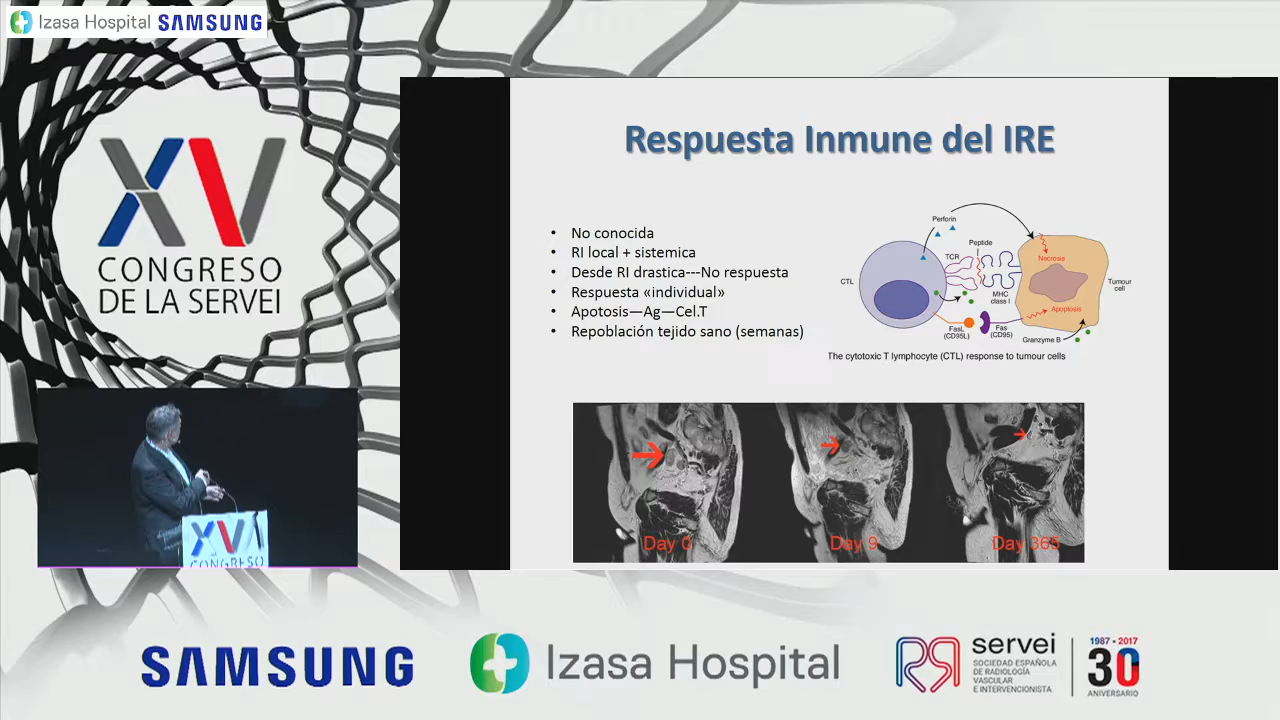 Izasa Hospital SAMSUNG
XV
CONGRESO
DE LA SERVEI
Respuesta Inmune del IRE
• No conocida
• RI local + sistemica
• Desde RI drastica---No respuesta
• Respuesta «individual»
• Apotosis—Ag—Cel.T
• Repoblación tejido sano (semanas)
Perforin
Peptide
TCR
Necrosis
CTL
MHC
class I
Tumour
cell
Apoptosis
FasL
(CD95L)
Fas
(CD95)
Granzyme B
The cytotoxic T lymphocyte (CTL) response to tumour cells
Day 0
Day 9
Day 365
XV
CONGRESO
SAMSUNG
Izasa Hospital
servei
SOCIEDAD ESPAÑOLA
DE RADIOLOGÍA
VASCULAR
E INTERVENCIONISTA
1987 • 2017
30
ANIVERSARIO